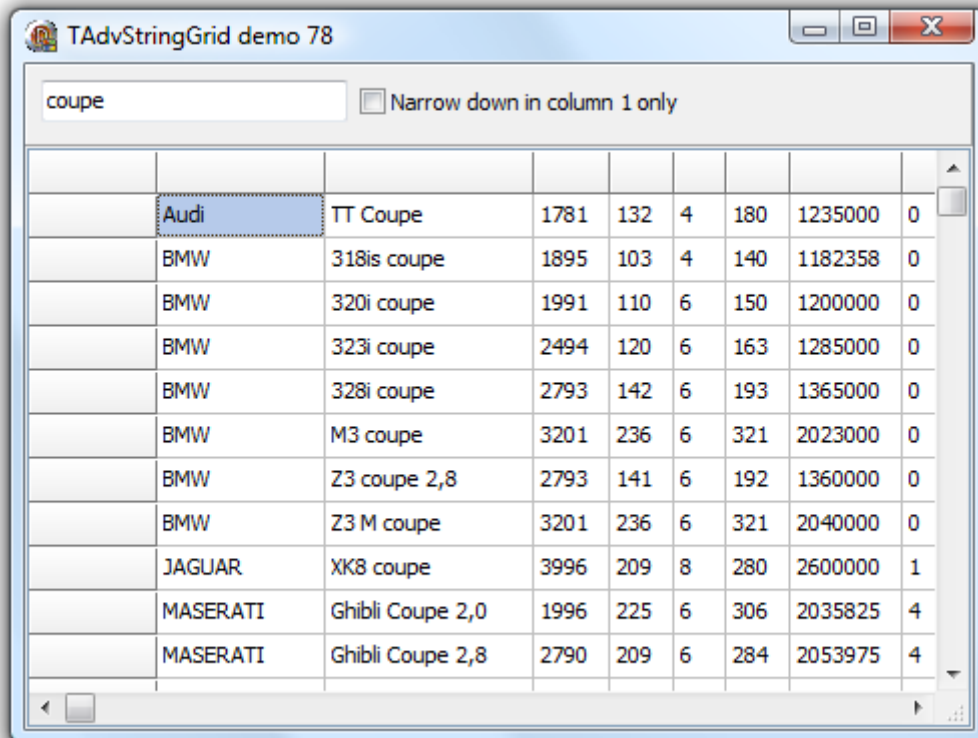 TAdvStringGrid demo 78
coupe Narrow down in column 1 only
Audi TT Coupe 1781 132 4 180 1235000 0
BMW 318is coupe 1895 103 4 140 1182358 0
BMW 320i coupe 1991 110 6 150 1200000 0
BMW 323i coupe 2494 120 6 163 1285000 0
BMW 328i coupe 2793 142 6 193 1365000 0
BMW M3 coupe 3201 236 6 321 2023000 0
BMW Z3 coupe 2,8 2793 141 6 192 1360000 0
BMW Z3 M coupe 3201 236 6 321 2040000 0
JAGUAR XK8 coupe 3996 209 8 280 2600000 1
MASERATI Ghibli Coupe 2,0 1996 225 6 306 2035825 4
MASERATI Ghibli Coupe 2,8 2790 209 6 284 2053975 4